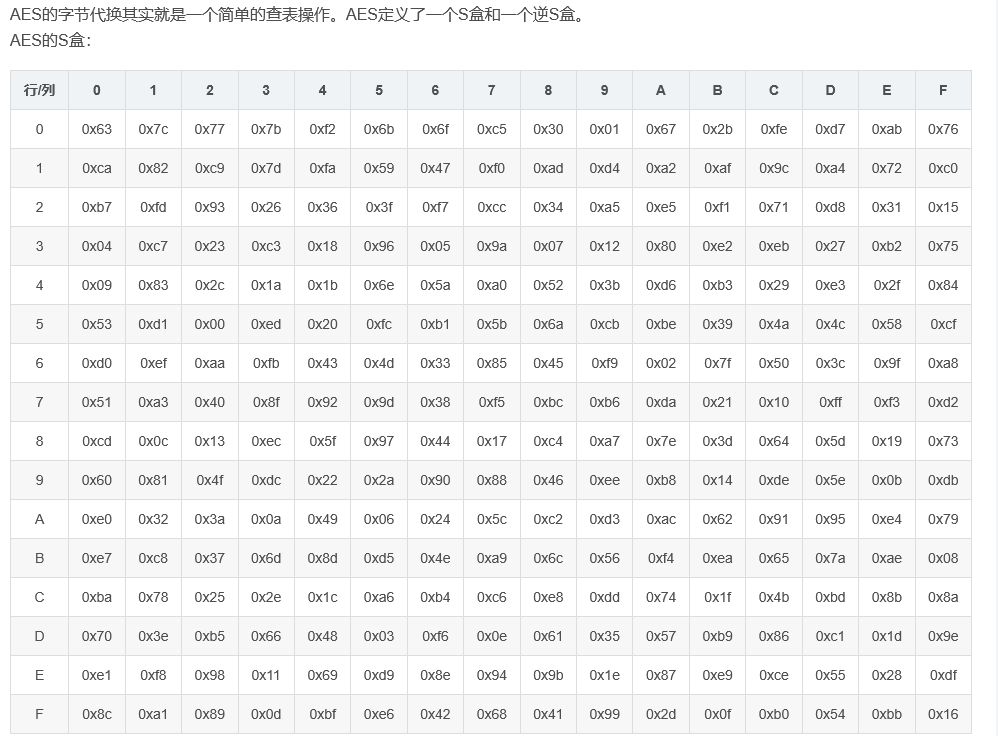 AES的字节代换其实就是一个简单的查表操作。AES定义了一个S盒和一个逆S盒。
AES的S盒：
行/列 0 1 2 3 4 5 6 7 8 9 A B C D E F
0 0x63 0x7c 0x77 0x7b 0xf2 0x6b 0x6f 0xc5 0x30 0x01 0x67 0x2b 0xfe 0xd7 0xab 0x76
1 0xca 0x82 0xc9 0x7d 0xfa 0x59 0x47 0xf0 0xad 0xd4 0xa2 0xaf 0x9c 0xa4 0x72 0xc0
2 0xb7 0xfd 0x93 0x26 0x36 0x3f 0xf7 0xcc 0x34 0xa5 0xe5 0xf1 0x71 0xd8 0x31 0x15
3 0x04 0xc7 0x23 0xc3 0x18 0x96 0x05 0x9a 0x07 0x12 0x80 0xe2 0xeb 0x27 0xb2 0x75
4 0x09 0x83 0x2c 0x1a 0x1b 0x6e 0x5a 0xa0 0x52 0x3b 0xd6 0xb3 0x29 0xe3 0x2f 0x84
5 0x53 0xd1 0x00 0xed 0x20 0xfc 0xb1 0x5b 0x6a 0xcb 0xbe 0x39 0x4a 0x4c 0x58 0xcf
6 0xd0 0xef 0xaa 0xfb 0x43 0x4d 0x33 0x85 0x45 0xf9 0x02 0x7f 0x50 0x3c 0x9f 0xa8
7 0x51 0xa3 0x40 0x8f 0x92 0x9d 0x38 0xf5 0xbc 0xb6 0xda 0x21 0x10 0xff 0xf3 0xd2
8 0xcd 0x0c 0x13 0xec 0x5f 0x97 0x44 0x17 0xc4 0xa7 0x7e 0x3d 0x64 0x5d 0x19 0x73
9 0x60 0x81 0x4f 0xdc 0x22 0x2a 0x90 0x88 0x46 0xee 0xb8 0x14 0xde 0x5e 0x0b 0xdb
A 0xe0 0x32 0x3a 0x0a 0x49 0x06 0x24 0x5c 0xc2 0xd3 0xac 0x62 0x91 0x95 0xe4 0x79
B 0xe7 0xc8 0x37 0x6d 0x8d 0xd5 0x4e 0xa9 0x6c 0x56 0xf4 0xea 0x65 0x7a 0xae 0x08
C 0xba 0x78 0x25 0x2e 0x1c 0xa6 0xb4 0xc6 0xe8 0xdd 0x74 0x1f 0x4b 0xbd 0x8b 0x8a
D 0x70 0x3e 0xb5 0x66 0x48 0x03 0xf6 0x0e 0x61 0x35 0x57 0xb9 0x86 0xc1 0x1d 0x9e
E 0xe1 0xf8 0x98 0x11 0x69 0xd9 0x8e 0x94 0x9b 0x1e 0x87 0xe9 0xce 0x55 0x28 0xdf
F 0x8c 0xa1 0x89 0x0d 0xbf 0xe6 0x42 0x68 0x41 0x99 0x2d 0x0f 0xb0 0x54 0xbb 0x16